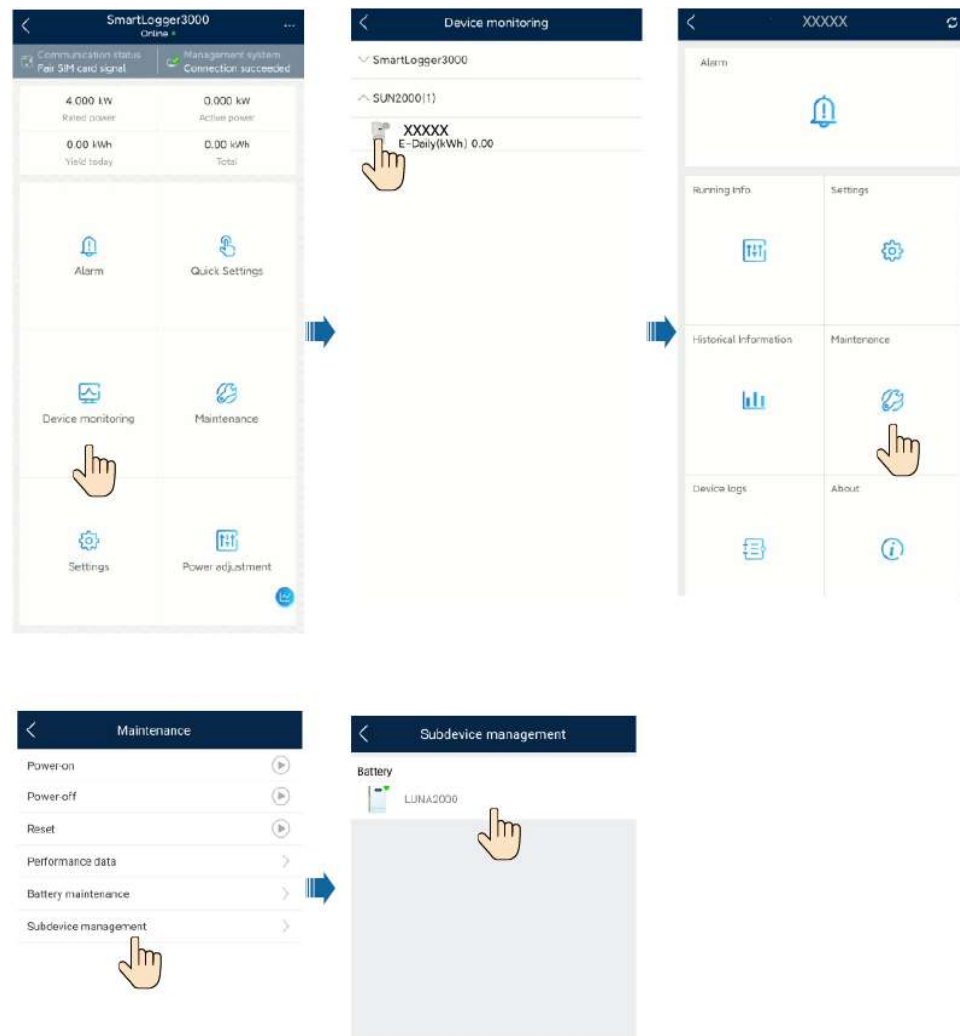 SmartLogger3000
Online
...
Communication status
Fair SIM card signal
Management system
Connection succeeded
4.000 kW
Rated power
0.000 kW
Active power
0.00 kWh
Yield today
0.00 kWh
Total
Alarm
Quick Settings
Device monitoring
Maintenance
Settings
Power adjustment
Device monitoring
SmartLogger3000
SUN2000(1)
XXXXX
E-Daily(kWh) 0.00
XXXXX
Alarm
Running Info.
Settings
Historical Information
Maintenance
Device logs
About
Maintenance
Power-on
Power-off
Reset
Performance data
Battery maintenance
Subdevice management
Subdevice management
Battery
LUNA2000